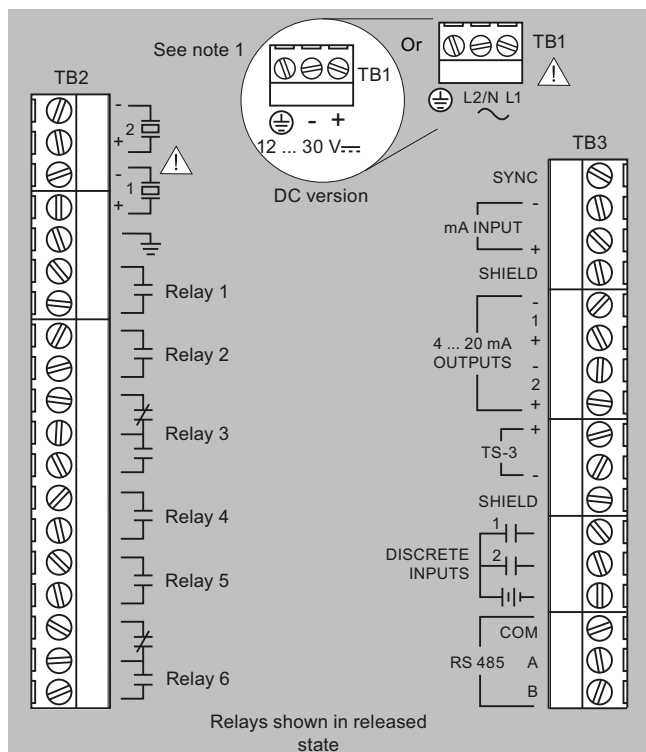 See note 1
TB1
- +
12 ... 30 V
DC version
Or
TB1
L2/N L1
TB2
-
2
+
-
1
+
Relay 1
Relay 2
Relay 3
Relay 4
Relay 5
Relay 6
TB3
SYNC
-
mA INPUT
+
SHIELD
-
1
4 ... 20 mA
+
OUTPUTS
-
2
+
+
TS-3
-
SHIELD
1
DISCRETE
2
INPUTS
COM
RS 485 A
B
Relays shown in released
state